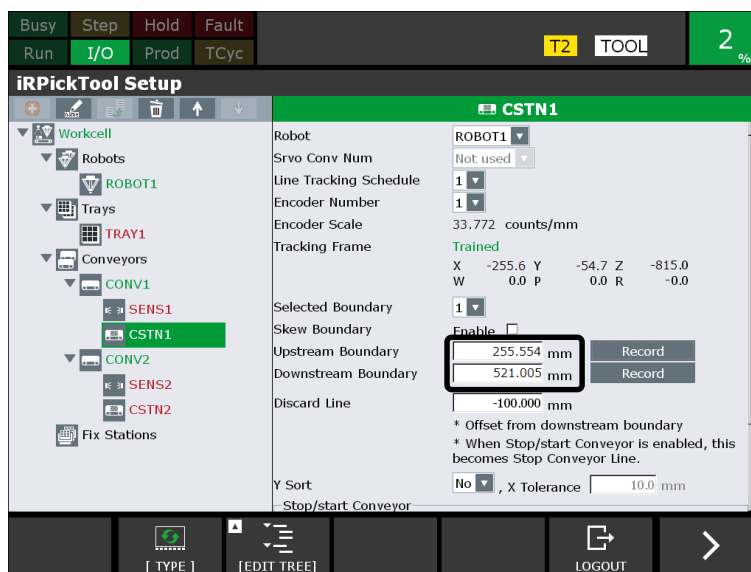 Busy Step Hold Fault
Run I/O Prod TCyc
T2 TOOL
2 %
iRPickTool Setup
CSTN1
Workcell
Robots
ROBOT1
Trays
TRAY1
Conveyors
CONV1
SENS1
CSTN1
CONV2
SENS2
CSTN2
Fix Stations
Robot ROBOT1
Srvo Conv Num Not used
Line Tracking Schedule 1
Encoder Number 1
Encoder Scale 33.772 counts/mm
Tracking Frame Trained
X -255.6 Y -54.7 Z -815.0
W 0.0 P 0.0 R -0.0
Selected Boundary 1
Skew Boundary Enable
Upstream Boundary 255.554 mm Record
Downstream Boundary 521.005 mm Record
Discard Line -100.000 mm
* Offset from downstream boundary
* When Stop/start Conveyor is enabled, this
becomes Stop Conveyor Line.
Y Sort No , X Tolerance 10.0 mm
Stop/start Conveyor
[ TYPE ] [EDIT TREE] LOGOUT